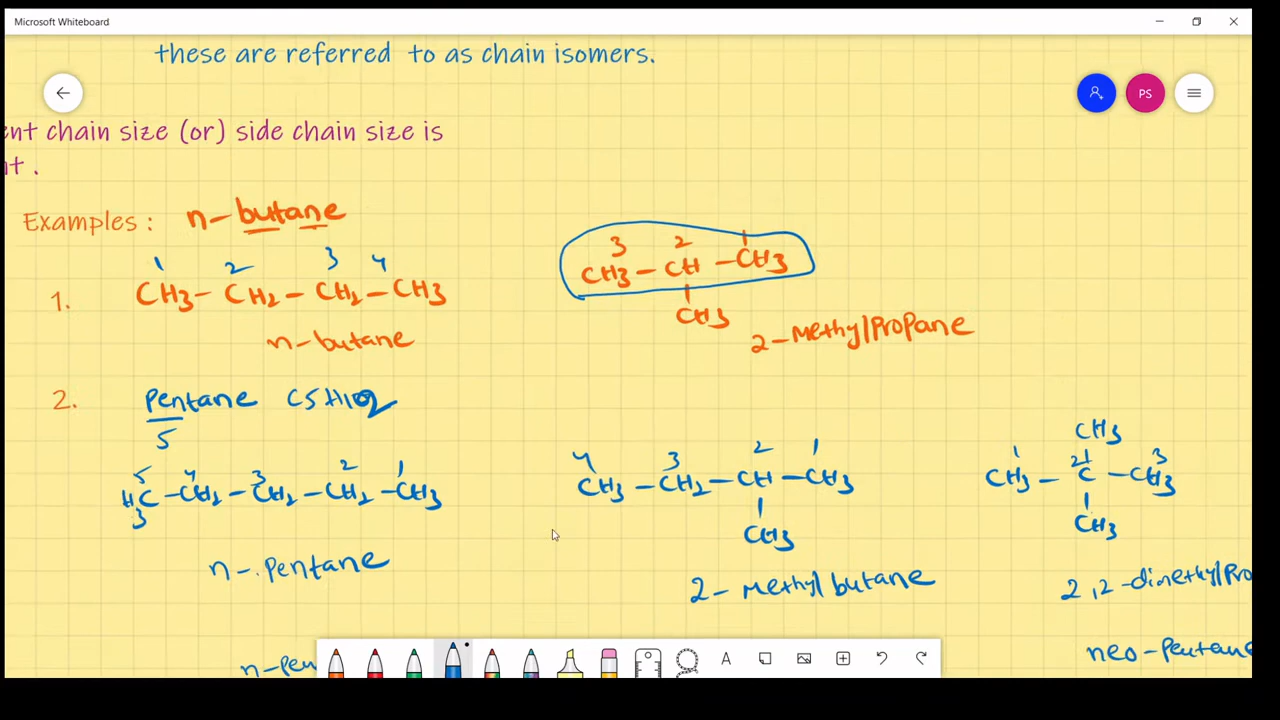 Microsoft Whiteboard
these are referred to as chain isomers.
PS
ent chain size (or) side chain size is
nt.
Examples : n-butane
1 2 3 4
3 2 1
1. CH3-CH2-CH2-CH3
CH3-CH-CH3
CH3
n-butane
2-methylPropane
2. Pentane C5H12
5
CH3
5 4 3 2 1
H3C-CH2-CH2-CH2-CH3
4 3 2 1
CH3-CH2-CH-CH3
CH3
1 2 3
CH3-C-CH3
CH3
n-.Pentane
2-methyl butane
2,2-dimethylPro
n-pen
neo-pentane
A